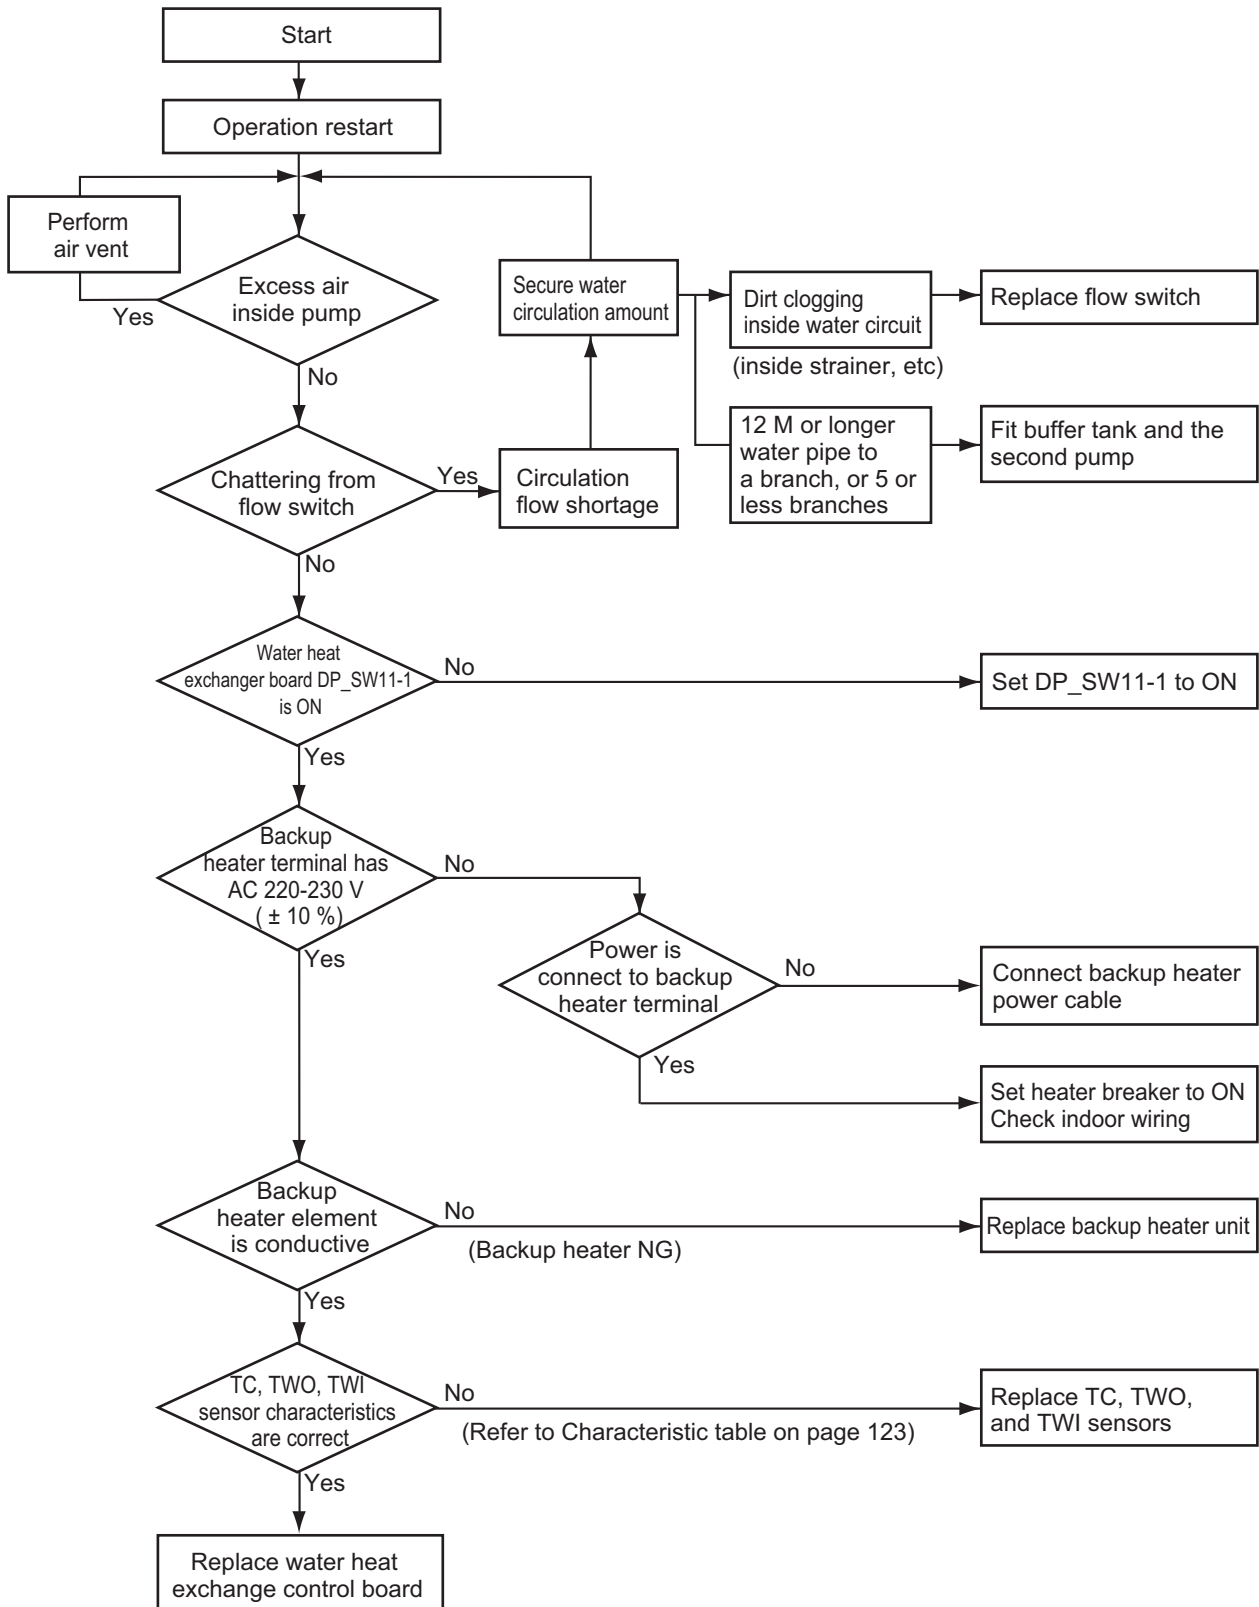 Start
Operation restart
Perform
air vent
Yes
Excess air
inside pump
No
Secure water
circulation amount
Dirt clogging
inside water circuit
(inside strainer, etc)
Replace flow switch
12 M or longer
water pipe to
a branch, or 5 or
less branches
Fit buffer tank and the
second pump
Chattering from
flow switch
Yes
Circulation
flow shortage
No
Water heat
exchanger board DP_SW11-1
is ON
No
Set DP_SW11-1 to ON
Yes
Backup
heater terminal has
AC 220-230 V
( ± 10 %)
No
Yes
Power is
connect to backup
heater terminal
No
Connect backup heater
power cable
Yes
Set heater breaker to ON
Check indoor wiring
Backup
heater element
is conductive
No
(Backup heater NG)
Replace backup heater unit
Yes
TC, TWO, TWI
sensor characteristics
are correct
No
(Refer to Characteristic table on page 123)
Replace TC, TWO,
and TWI sensors
Yes
Replace water heat
exchange control board